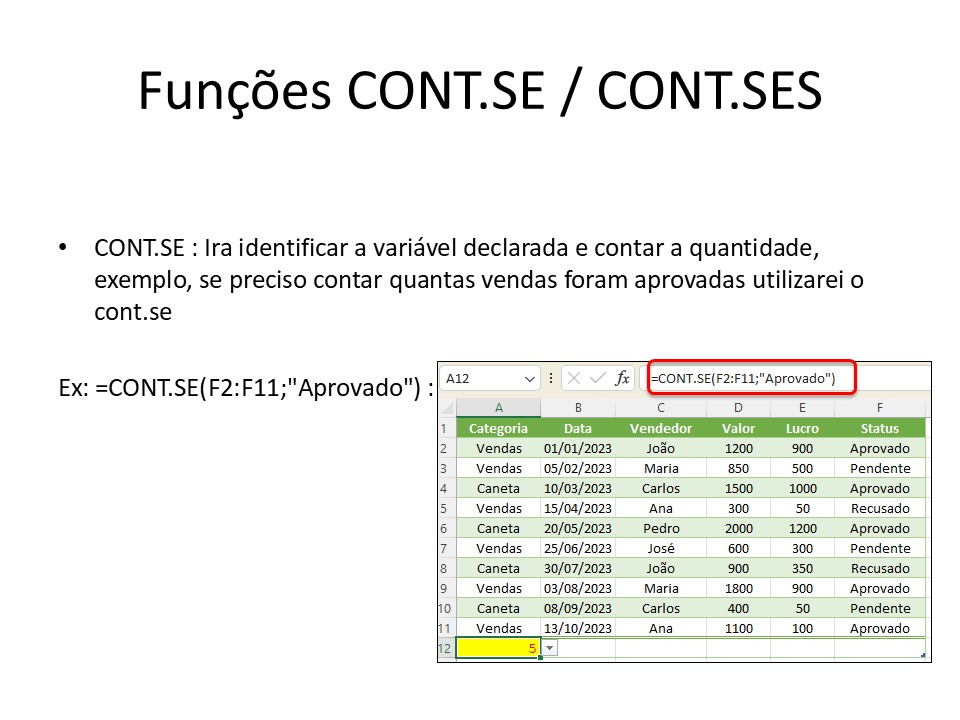 Funções CONT.SE / CONT.SES
• CONT.SE : Ira identificar a variável declarada e contar a quantidade,
exemplo, se preciso contar quantas vendas foram aprovadas utilizarei o
cont.se
Ex: =CONT.SE(F2:F11;"Aprovado") :
A12 fx =CONT.SE(F2:F11;"Aprovado")
A B C D E F
1 Categoria Data Vendedor Valor Lucro Status
2 Vendas 01/01/2023 João 1200 900 Aprovado
3 Vendas 05/02/2023 Maria 850 500 Pendente
4 Caneta 10/03/2023 Carlos 1500 1000 Aprovado
5 Vendas 15/04/2023 Ana 300 50 Recusado
6 Caneta 20/05/2023 Pedro 2000 1200 Aprovado
7 Vendas 25/06/2023 José 600 300 Pendente
8 Caneta 30/07/2023 João 900 350 Recusado
9 Vendas 03/08/2023 Maria 1800 900 Aprovado
10 Caneta 08/09/2023 Carlos 400 50 Pendente
11 Vendas 13/10/2023 Ana 1100 100 Aprovado
12 5